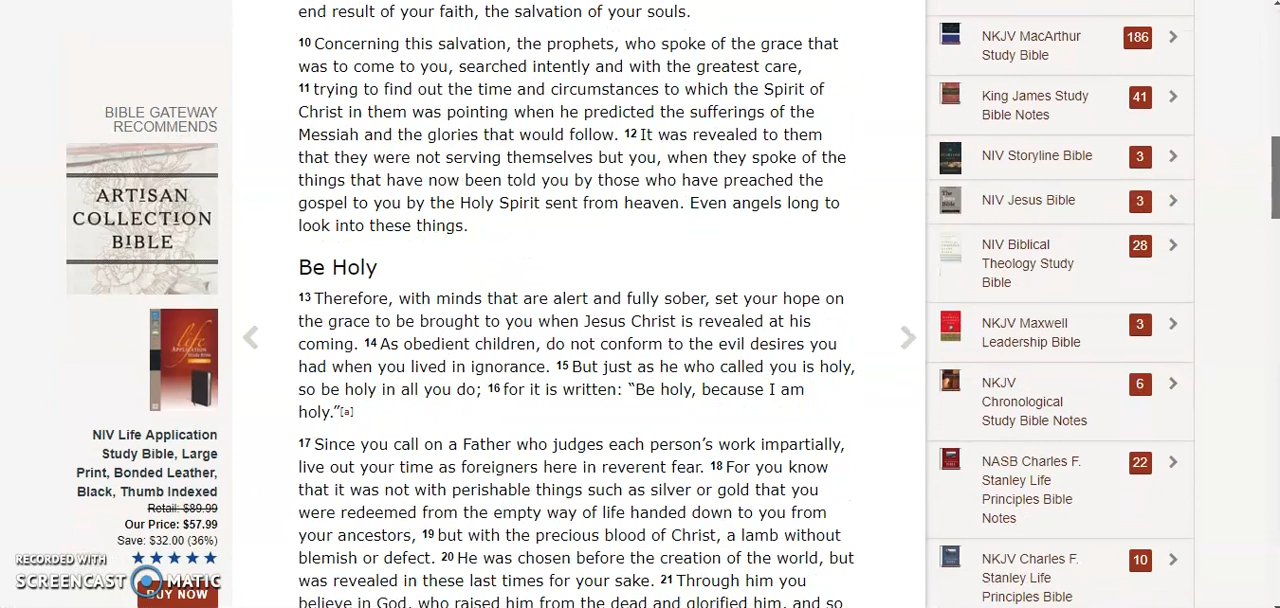 end result of your faith, the salvation of your souls.
10 Concerning this salvation, the prophets, who spoke of the grace that
was to come to you, searched intently and with the greatest care,
11 trying to find out the time and circumstances to which the Spirit of
Christ in them was pointing when he predicted the sufferings of the
Messiah and the glories that would follow. 12 It was revealed to them
that they were not serving themselves but you, when they spoke of the
things that have now been told you by those who have preached the
gospel to you by the Holy Spirit sent from heaven. Even angels long to
look into these things.
Be Holy
13 Therefore, with minds that are alert and fully sober, set your hope on
the grace to be brought to you when Jesus Christ is revealed at his
coming. 14 As obedient children, do not conform to the evil desires you
had when you lived in ignorance. 15 But just as he who called you is holy,
so be holy in all you do; 16 for it is written: “Be holy, because I am
holy.”[a]
17 Since you call on a Father who judges each person’s work impartially,
live out your time as foreigners here in reverent fear. 18 For you know
that it was not with perishable things such as silver or gold that you
were redeemed from the empty way of life handed down to you from
your ancestors, 19 but with the precious blood of Christ, a lamb without
blemish or defect. 20 He was chosen before the creation of the world, but
was revealed in these last times for your sake. 21 Through him you
believe in God, who raised him from the dead and glorified him, and so
BIBLE GATEWAY
RECOMMENDS
ARTISAN
COLLECTION
BIBLE
life
NIV Life Application
Study Bible, Large
Print, Bonded Leather,
Black, Thumb Indexed
Retail: $89.99
Our Price: $57.99
Save: $32.00 (36%)
BUY NOW
RECORDED WITH
SCREENCAST MATIC
NKJV MacArthur 186
Study Bible
King James Study 41
Bible Notes
NIV Storyline Bible 3
NIV Jesus Bible 3
NIV Biblical 28
Theology Study
Bible
NKJV Maxwell 3
Leadership Bible
NKJV 6
Chronological
Study Bible Notes
NASB Charles F. 22
Stanley Life
Principles Bible
Notes
NKJV Charles F. 10
Stanley Life
Principles Bible